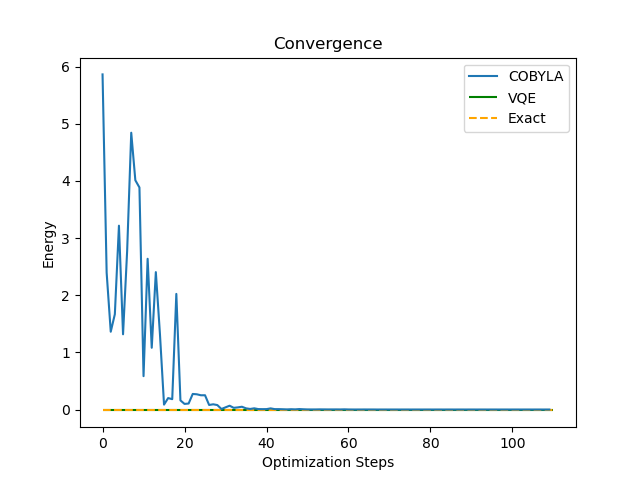 Convergence
COBYLA
VQE
Exact
Energy
6
5
4
3
2
1
0
0 20 40 60 80 100
Optimization Steps